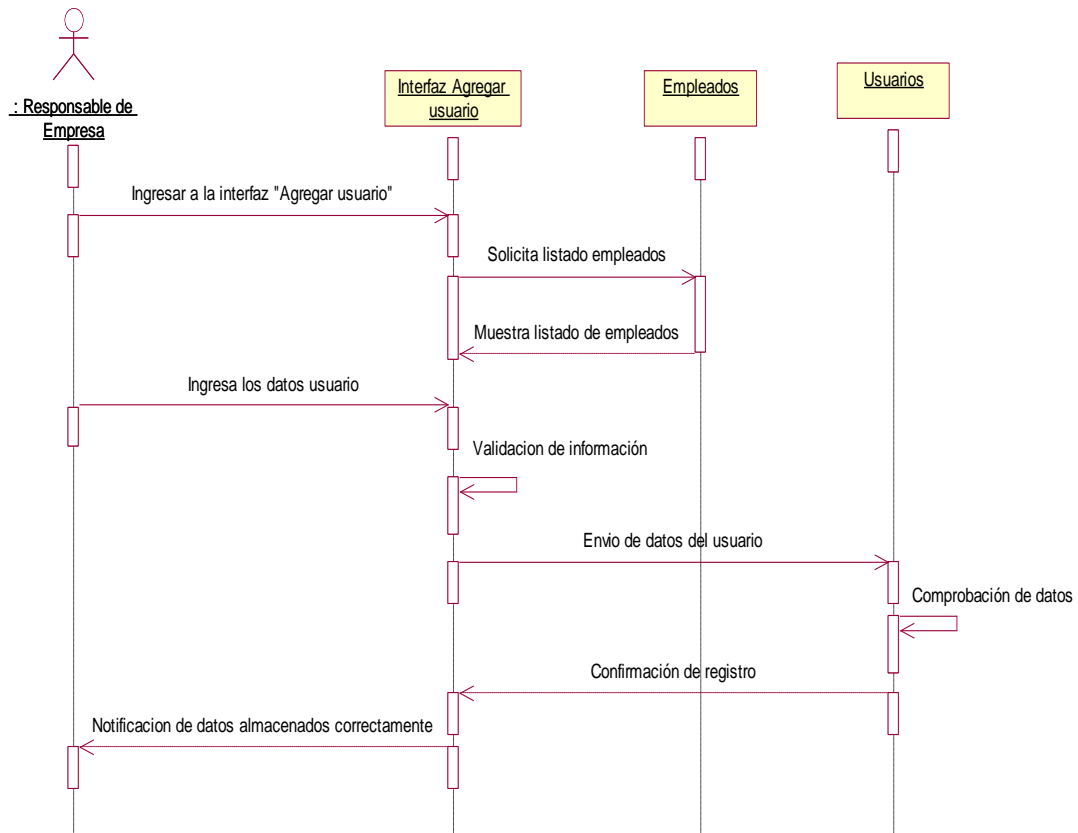 : Responsable de
Empresa
Interfaz Agregar
usuario
Empleados
Usuarios
Ingresar a la interfaz "Agregar usuario"
Solicita listado empleados
Muestra listado de empleados
Ingresa los datos usuario
Validacion de información
Envio de datos del usuario
Comprobación de datos
Confirmación de registro
Notificacion de datos almacenados correctamente